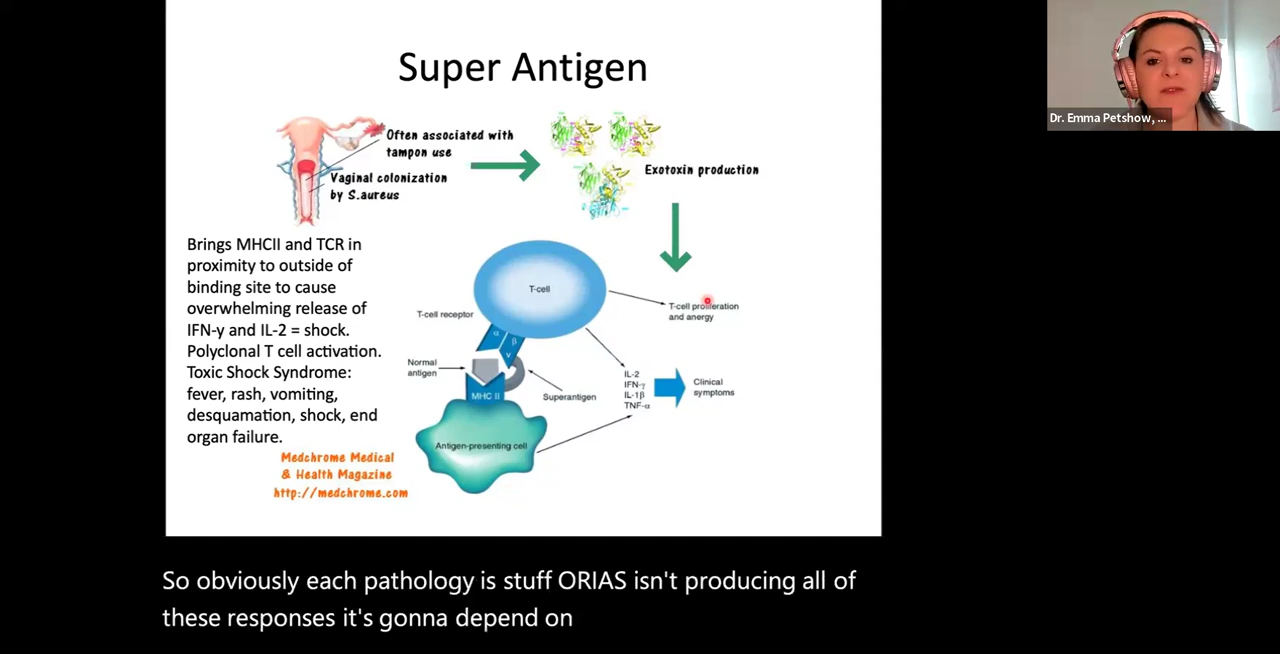 Super Antigen
Often associated with
tampon use
Vaginal colonization
by S.aureus
Exotoxin production
Brings MHCII and TCR in
proximity to outside of
binding site to cause
overwhelming release of
IFN-y and IL-2 = shock.
Polyclonal T cell activation.
Toxic Shock Syndrome:
fever, rash, vomiting,
desquamation, shock, end
organ failure.
T-cell
T-cell receptor
α
β
v
T-cell proliferation
and anergy
Normal
antigen
MHC II
Superantigen
IL-2
IFN-γ
IL-1β
TNF-α
Clinical
symptoms
Antigen-presenting cell
Medchrome Medical
& Health Magazine
http://medchrome.com
Dr. Emma Petshow, ...
So obviously each pathology is stuff ORIAS isn't producing all of
these responses it's gonna depend on